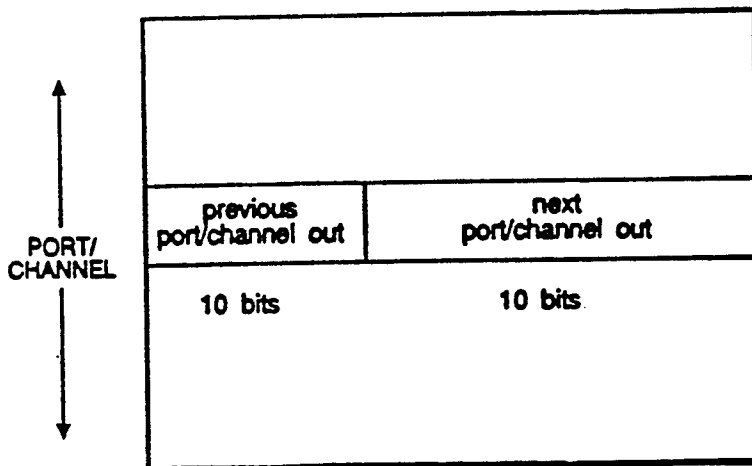 previous
port/channel out
next
port/channel out
PORT/
CHANNEL
10 bits
10 bits